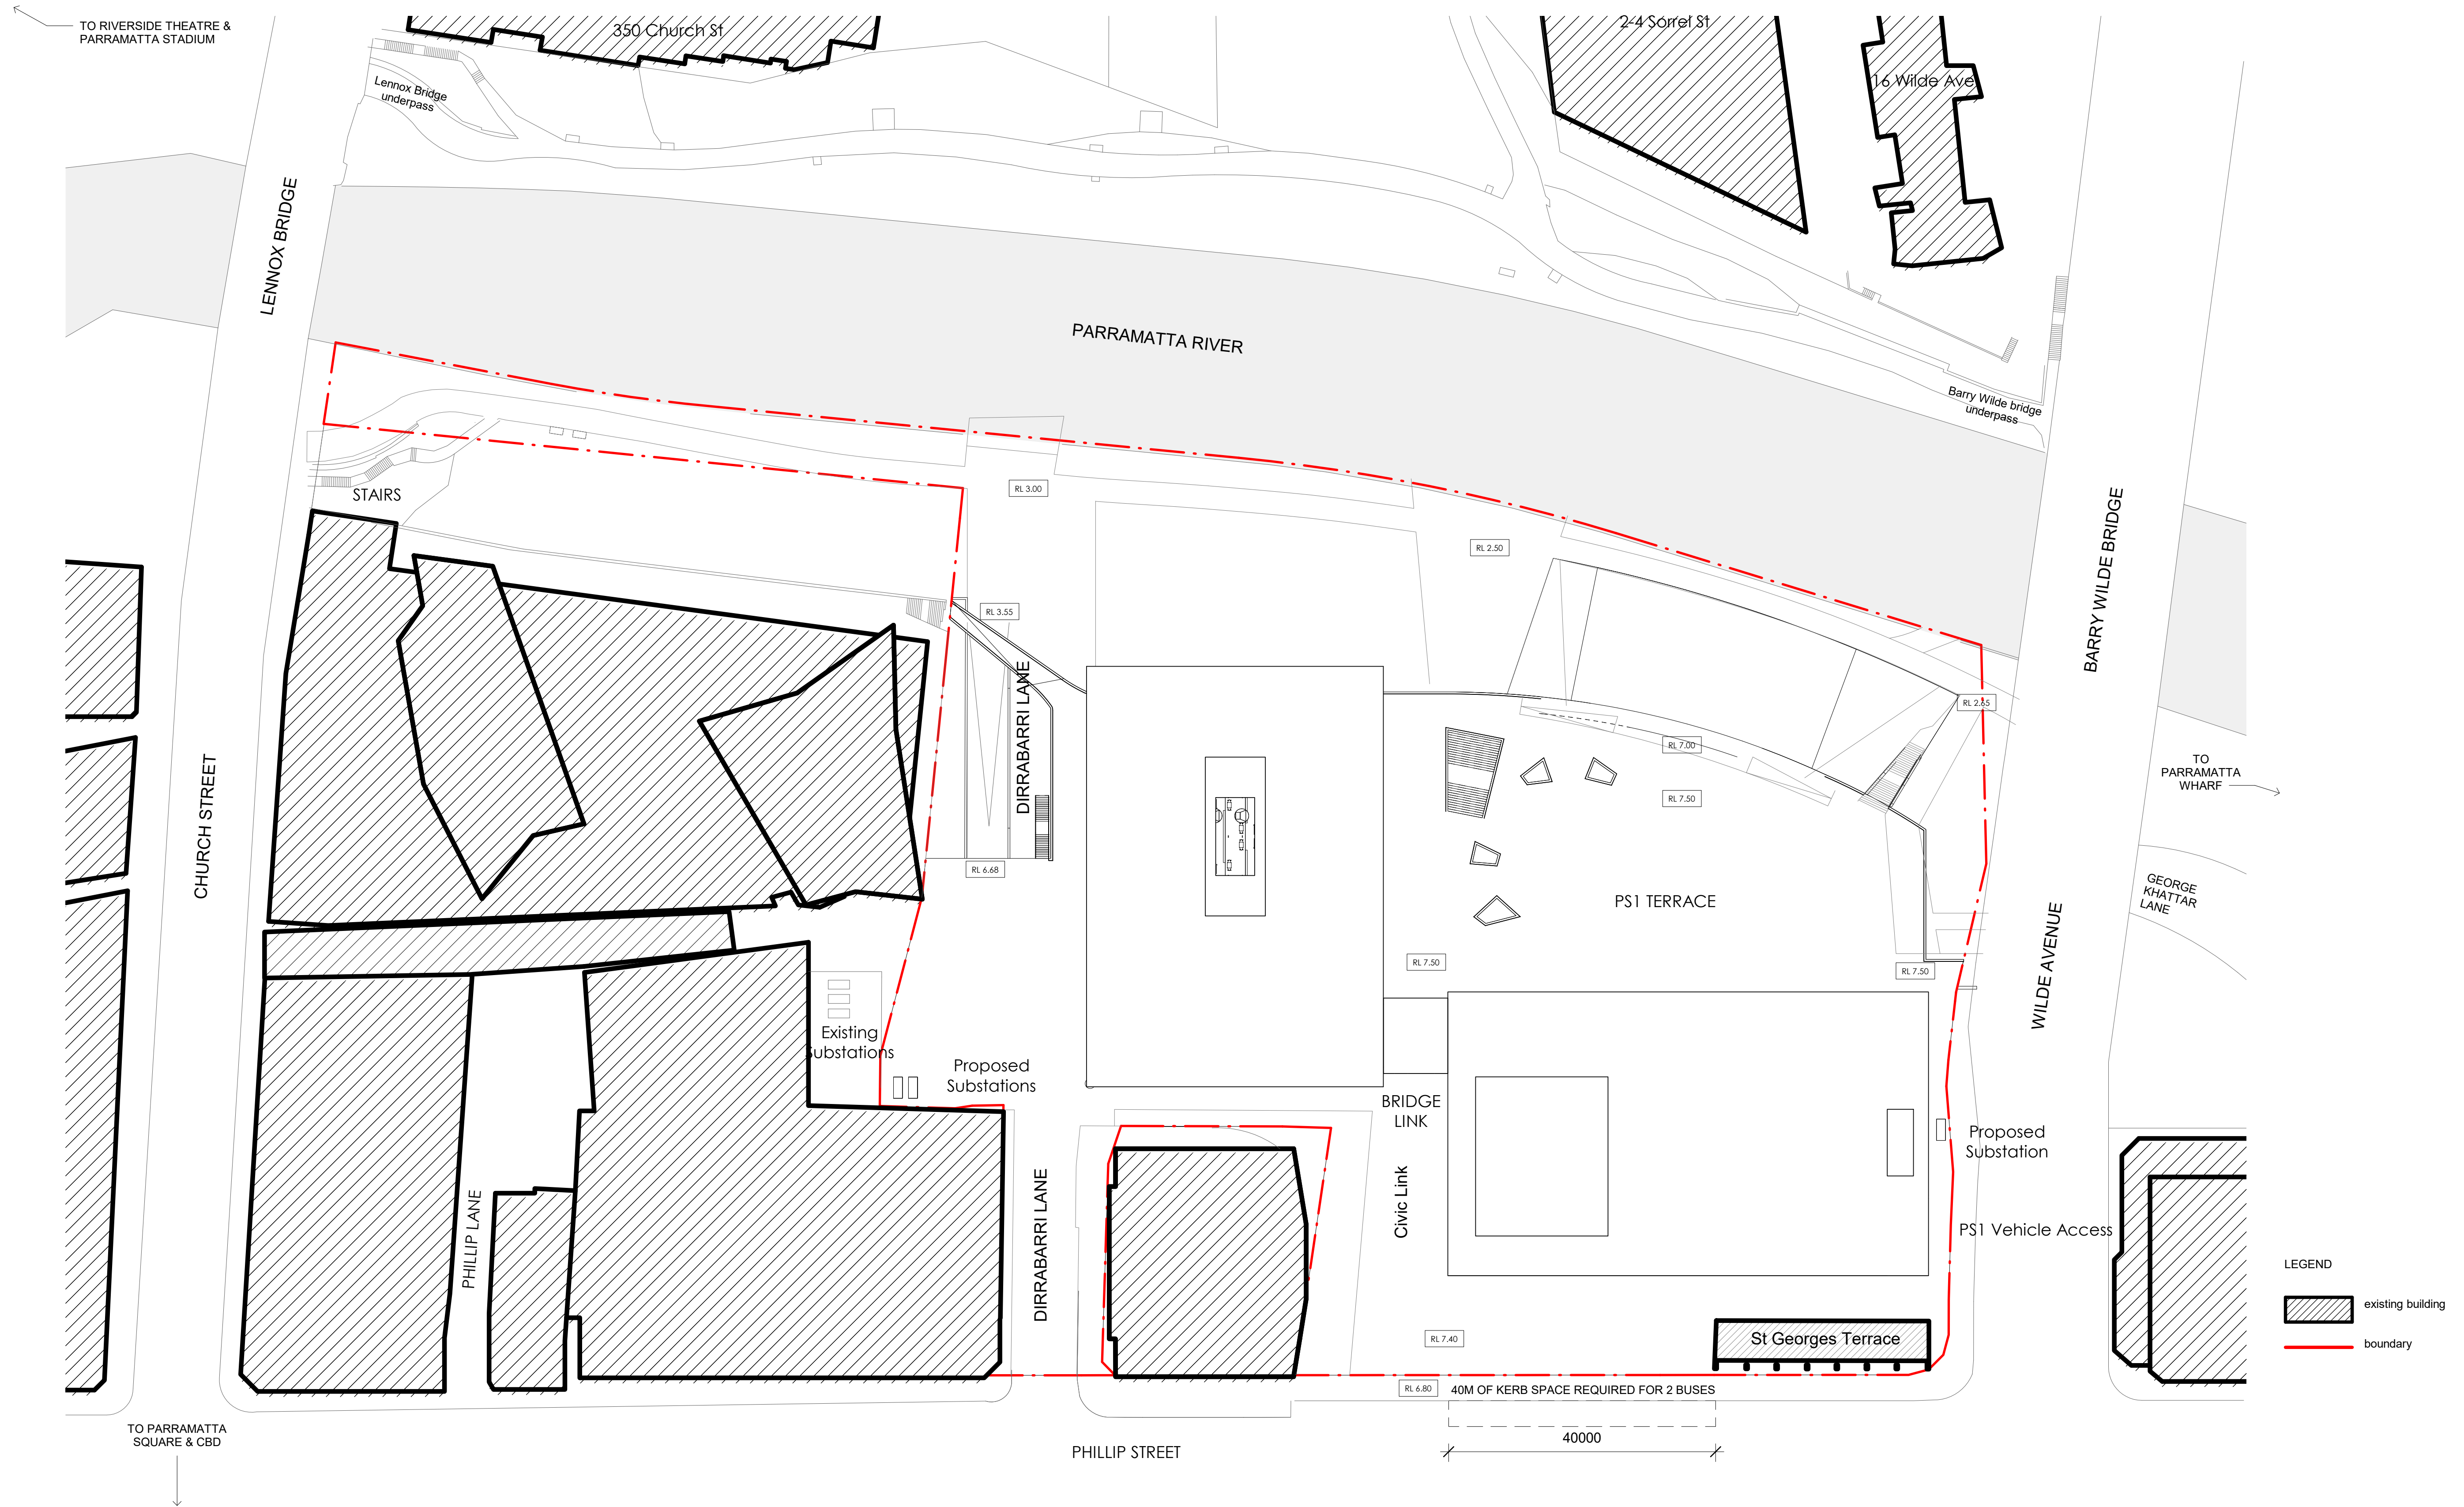 TO RIVERSIDE THEATRE &
PARRAMATTA STADIUM
350 Church St
2-4 Sorrel St
16 Wilde Ave
Lennox Bridge
underpass
LENNOX BRIDGE
PARRAMATTA RIVER
Barry Wilde bridge
underpass
STAIRS
RL 3.00
RL 2.50
BARRY WILDE BRIDGE
RL 3.55
DIRRABARRI LANE
RL 2.65
RL 7.00
RL 7.50
TO
PARRAMATTA
WHARF
CHURCH STREET
RL 6.68
PS1 TERRACE
GEORGE
KHATTAR
LANE
WILDE AVENUE
RL 7.50
RL 7.50
Existing
Substations
Proposed
Substations
BRIDGE
LINK
Proposed
Substation
Civic Link
PHILLIP LANE
DIRRABARRI LANE
PS1 Vehicle Access
LEGEND
existing building
boundary
RL 7.40
St Georges Terrace
RL 6.80
40M OF KERB SPACE REQUIRED FOR 2 BUSES
TO PARRAMATTA
SQUARE & CBD
40000
PHILLIP STREET